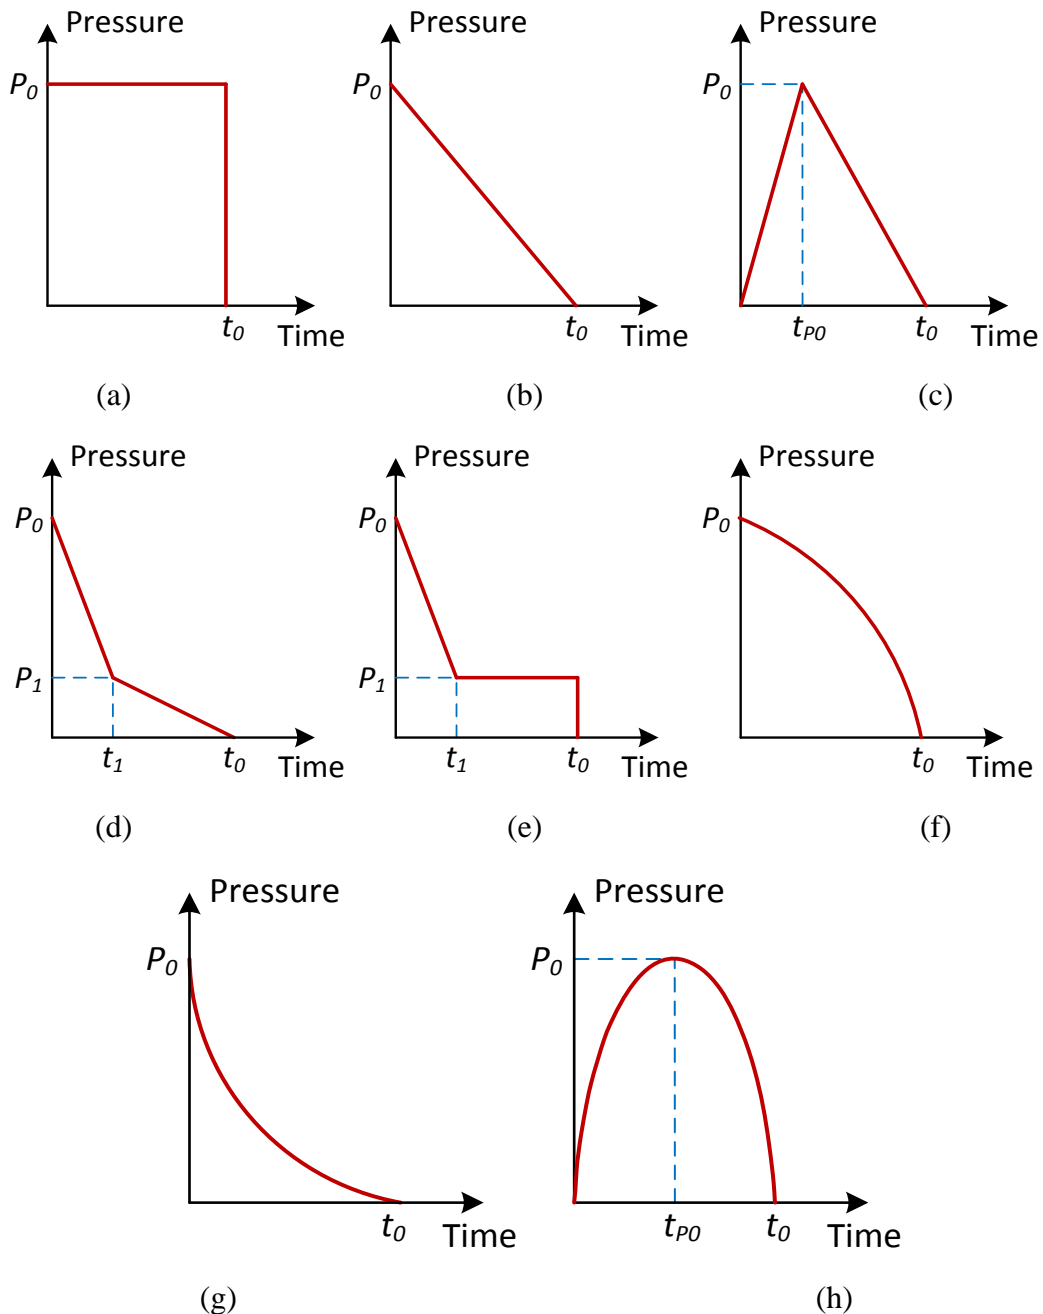 Pressure Pressure Pressure
P0 P0 P0
t0 Time t0 Time tP0 t0 Time
(a) (b) (c)
Pressure Pressure Pressure
P0 P0 P0
P1 P1
t1 t0 Time t1 t0 Time t0 Time
(d) (e) (f)
Pressure Pressure
P0 P0
t0 Time tP0 t0 Time
(g) (h)